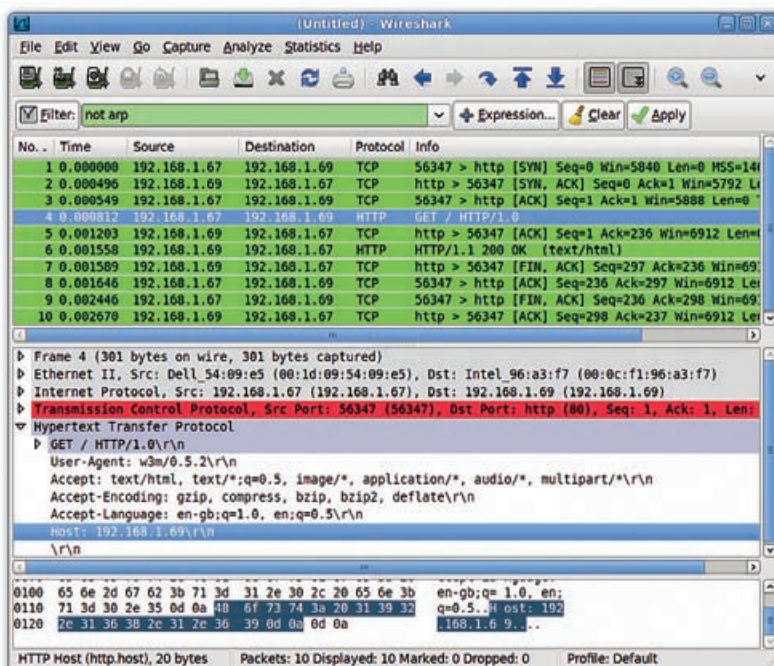 (Untitled) - Wireshark
File Edit View Go Capture Analyze Statistics Help
Filter: not arp Expression... Clear Apply
No. . Time Source Destination Protocol Info
1 0.000000 192.168.1.67 192.168.1.69 TCP 56347 > http [SYN] Seq=0 Win=5840 Len=0 MSS=146
2 0.000496 192.168.1.69 192.168.1.67 TCP http > 56347 [SYN, ACK] Seq=0 Ack=1 Win=5792 L
3 0.000549 192.168.1.67 192.168.1.69 TCP 56347 > http [ACK] Seq=1 Ack=1 Win=5888 Len=0
4 0.000812 192.168.1.67 192.168.1.69 HTTP GET / HTTP/1.0
5 0.001203 192.168.1.69 192.168.1.67 TCP http > 56347 [ACK] Seq=1 Ack=236 Win=6912 Len=
6 0.001558 192.168.1.69 192.168.1.67 HTTP HTTP/1.1 200 OK (text/html)
7 0.001589 192.168.1.69 192.168.1.67 TCP http > 56347 [FIN, ACK] Seq=297 Ack=236 Win=691
8 0.001646 192.168.1.67 192.168.1.69 TCP 56347 > http [ACK] Seq=236 Ack=297 Win=6912 Le
9 0.002446 192.168.1.67 192.168.1.69 TCP 56347 > http [FIN, ACK] Seq=236 Ack=298 Win=69
10 0.002670 192.168.1.69 192.168.1.67 TCP http > 56347 [ACK] Seq=298 Ack=237 Win=6912 Le
Frame 4 (301 bytes on wire, 301 bytes captured)
Ethernet II, Src: Dell_54:09:e5 (00:1d:09:54:09:e5), Dst: Intel_96:a3:f7 (00:0c:f1:96:a3:f7)
Internet Protocol, Src: 192.168.1.67 (192.168.1.67), Dst: 192.168.1.69 (192.168.1.69)
Transmission Control Protocol, Src Port: 56347 (56347), Dst Port: http (80), Seq: 1, Ack: 1, Len:
Hypertext Transfer Protocol
GET / HTTP/1.0\r\n
User-Agent: w3m/0.5.2\r\n
Accept: text/html, text/*;q=0.5, image/*, application/*, audio/*, multipart/*\r\n
Accept-Encoding: gzip, compress, bzip, bzip2, deflate\r\n
Accept-Language: en-gb;q=1.0, en;q=0.5\r\n
Host: 192.168.1.69\r\n
\r\n
0100 65 6e 2d 67 62 3b 71 3d 31 2e 30 2c 20 65 6e 3b en-gb;q= 1.0, en;
0110 71 3d 30 2e 35 0d 0a 48 6f 73 74 3a 20 31 39 32 q=0.5..H ost: 192
0120 2e 31 36 38 2e 31 2e 36 39 0d 0a 0d 0a .168.1.6 9....
HTTP Host (http.host), 20 bytes Packets: 10 Displayed: 10 Marked: 0 Dropped: 0 Profile: Default